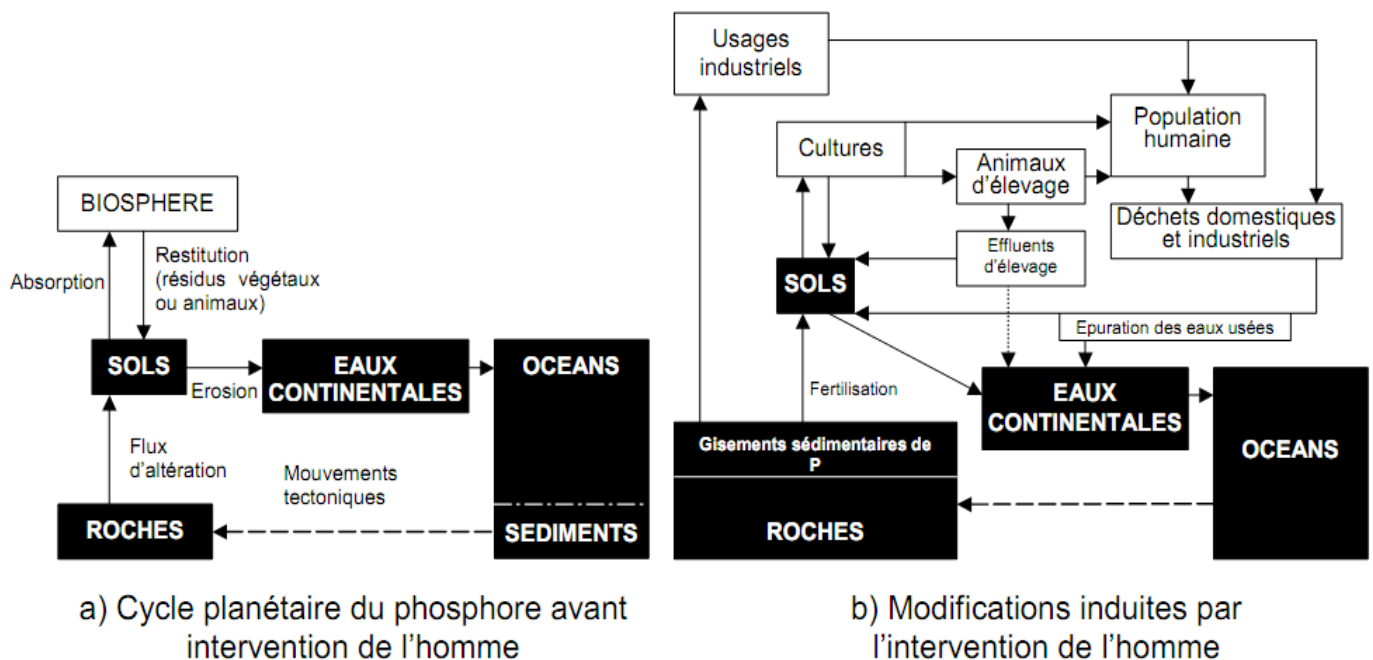 BIOSPHERE
Absorption
Restitution
(résidus végétaux
ou animaux)
SOLS
Erosion
EAUX
CONTINENTALES
OCEANS
Flux
d'altération
Mouvements
tectoniques
ROCHES
SEDIMENTS
a) Cycle planétaire du phosphore avant
intervention de l'homme
Usages
industriels
Cultures
Animaux
d'élevage
Population
humaine
Effluents
d'élevage
Déchets domestiques
et industriels
SOLS
Epuration des eaux usées
Fertilisation
EAUX
CONTINENTALES
OCEANS
Gisements sédimentaires de
P
ROCHES
b) Modifications induites par
l'intervention de l'homme